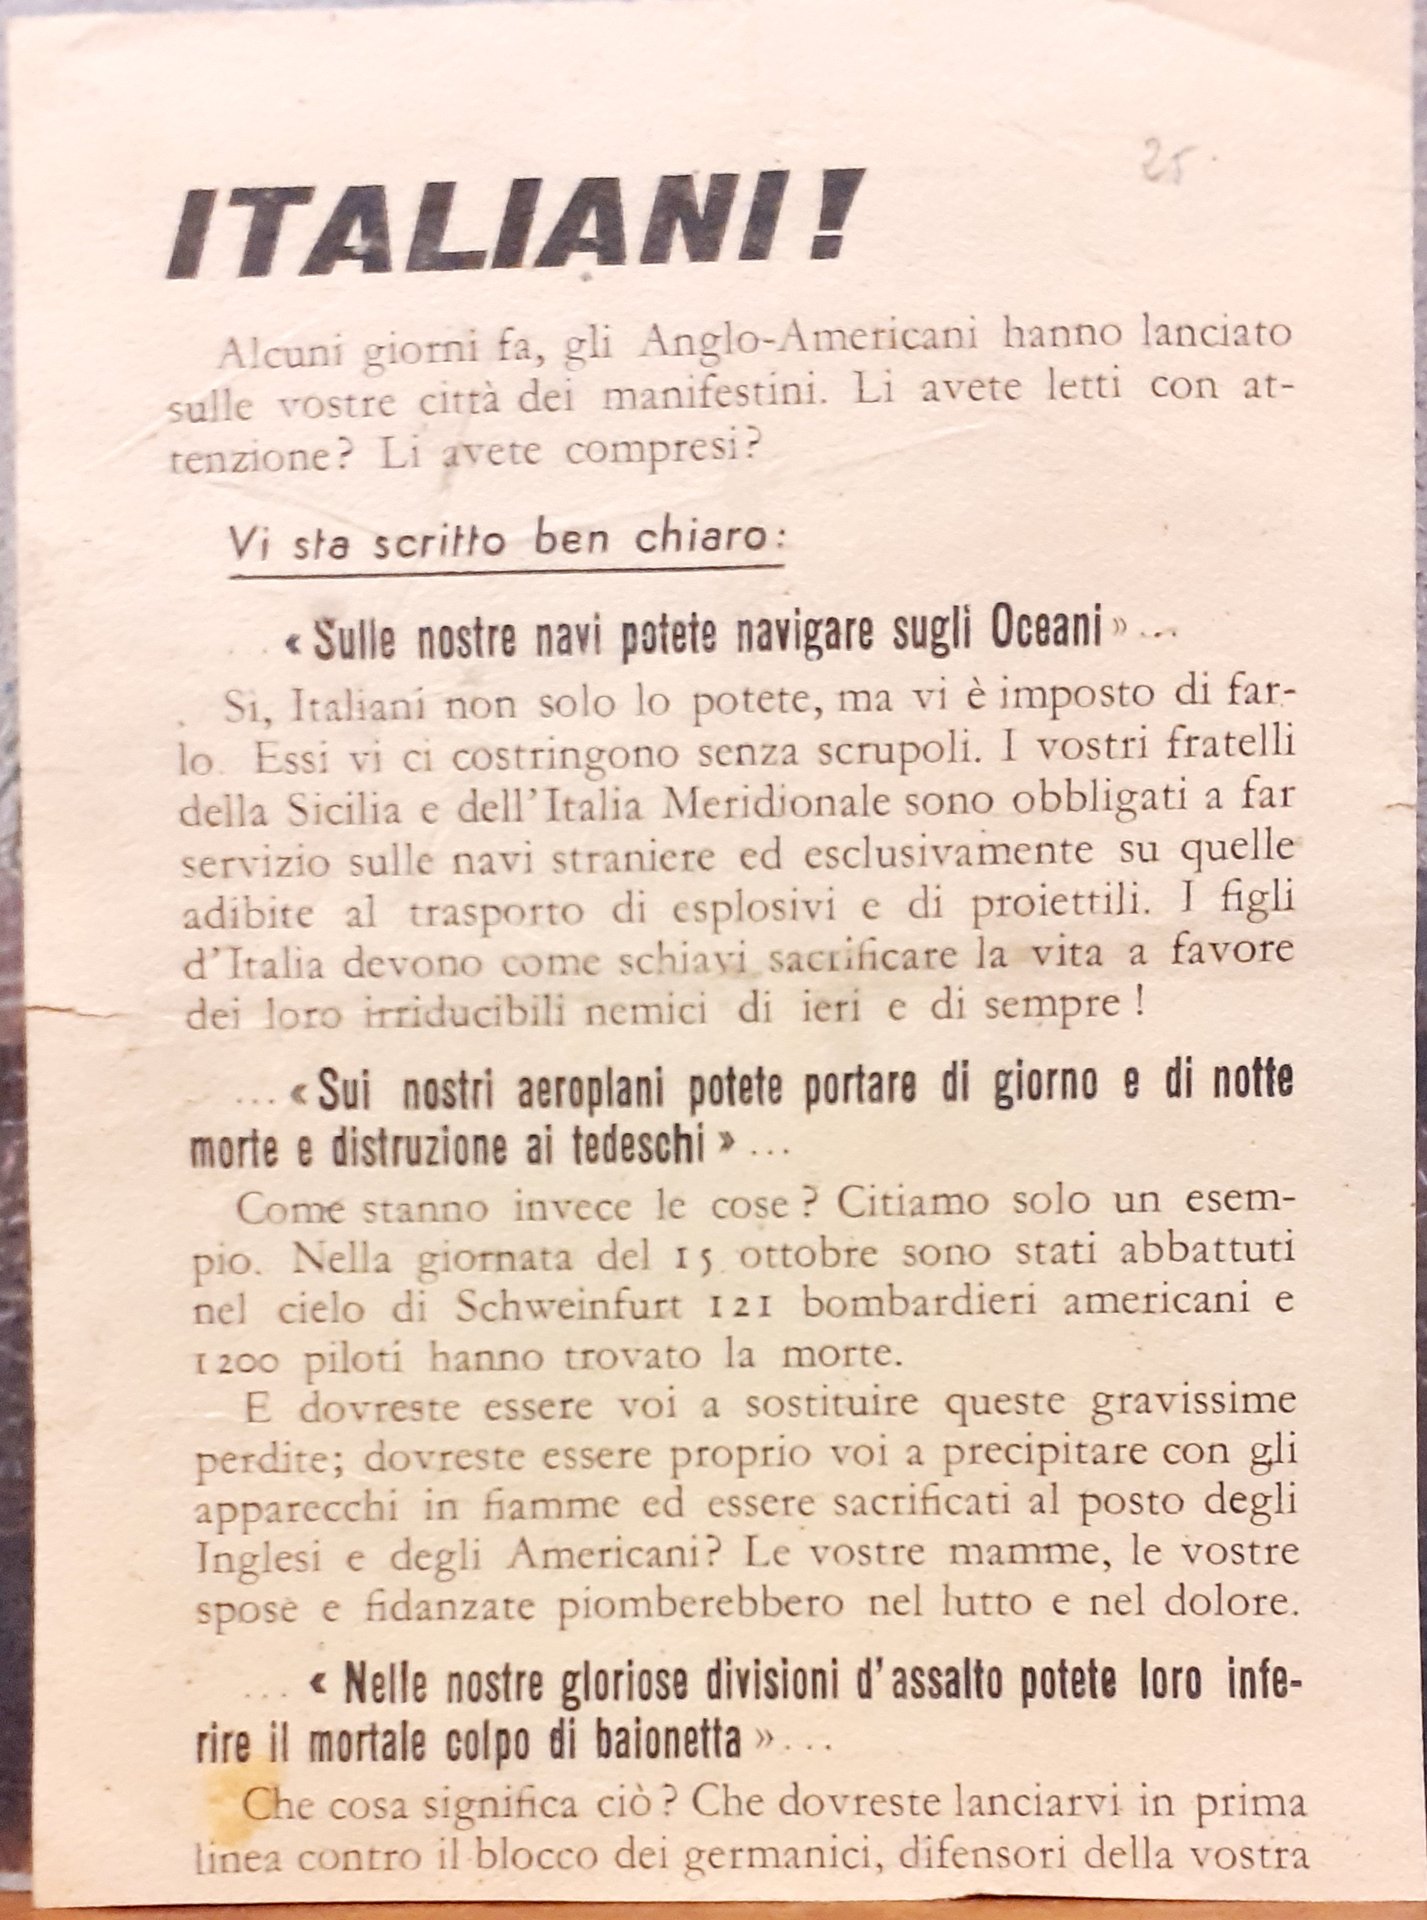 25.
ITALIANI!
Alcuni giorni fa, gli Anglo-Americani hanno lanciato
sulle vostre città dei manifestini. Li avete letti con at-
tenzione? Li avete compresi?
Vi sta scritto ben chiaro:
... « Sulle nostre navi potete navigare sugli Oceani » ...
Si, Italiani non solo lo potete, ma vi è imposto di far-
lo. Essi vi ci costringono senza scrupoli. I vostri fratelli
della Sicilia e dell'Italia Meridionale sono obbligati a far
servizio sulle navi straniere ed esclusivamente su quelle
adibite al trasporto di esplosivi e di proiettili. I figli
d'Italia devono come schiavi sacrificare la vita a favore
dei loro irriducibili nemici di ieri e di sempre !
... « Sui nostri aeroplani potete portare di giorno e di notte
morte e distruzione ai tedeschi » ...
Come stanno invece le cose ? Citiamo solo un esem-
pio. Nella giornata del 15 ottobre sono stati abbattuti
nel cielo di Schweinfurt 121 bombardieri americani e
1200 piloti hanno trovato la morte.
E dovreste essere voi a sostituire queste gravissime
perdite; dovreste essere proprio voi a precipitare con gli
apparecchi in fiamme ed essere sacrificati al posto degli
Inglesi e degli Americani? Le vostre mamme, le vostre
spose e fidanzate piomberebbero nel lutto e nel dolore.
... « Nelle nostre gloriose divisioni d'assalto potete loro infe-
rire il mortale colpo di baionetta » ...
Che cosa significa ciò ? Che dovreste lanciarvi in prima
linea contro il blocco dei germanici, difensori della vostra